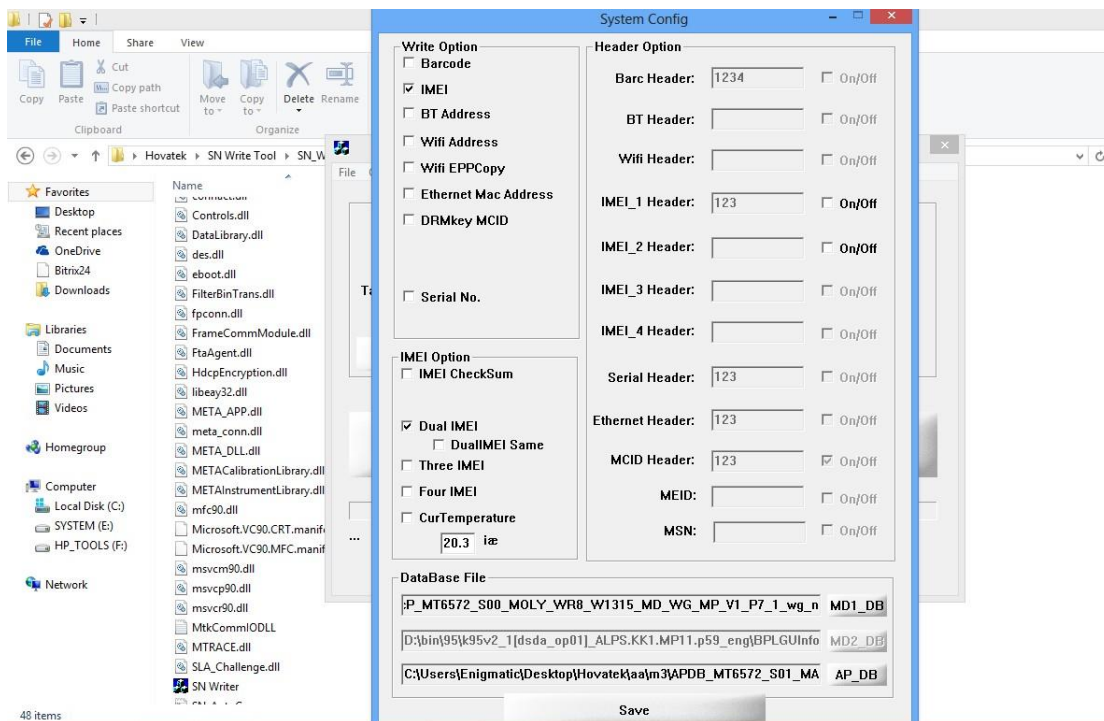 System Config
File Home Share View
Cut
Copy path
Paste shortcut
Copy Paste Move to Copy to Delete Rename
Clipboard Organize
Hovatek SN Write Tool
File
Favorites
Desktop
Recent places
OneDrive
Bitrix24
Downloads
Libraries
Documents
Music
Pictures
Videos
Homegroup
Computer
Local Disk (C:)
SYSTEM (E:)
HP_TOOLS (F:)
Network
48 items
Name
Controls.dll
DataLibrary.dll
des.dll
eboot.dll
FilterBinTrans.dll
fpconn.dll
FrameCommModule.dll
FtaAgent.dll
HdcpEncryption.dll
libeay32.dll
META_APP.dll
meta_conn.dll
META_DLL.dll
METACalibrationLibrary.dll
METAInstrumentLibrary.dll
mfc90.dll
Microsoft.VC90.CRT.manif
Microsoft.VC90.MFC.manif
msvcm90.dll
msvcp90.dll
msvcr90.dll
MtkCommIODLL
MTRACE.dll
SLA_Challenge.dll
SN Writer
...
Write Option
Barcode
IMEI
BT Address
Wifi Address
Wifi EPPCopy
Ethernet Mac Address
DRMkey MCID
Serial No.
IMEI Option
IMEI CheckSum
Dual IMEI
DualIMEI Same
Three IMEI
Four IMEI
CurTemperature
20.3 iæ
Header Option
Barc Header: 1234 On/Off
BT Header: On/Off
Wifi Header: On/Off
IMEI_1 Header: 123 On/Off
IMEI_2 Header: On/Off
IMEI_3 Header: On/Off
IMEI_4 Header: On/Off
Serial Header: 123 On/Off
Ethernet Header: 123 On/Off
MCID Header: 123 On/Off
MEID: On/Off
MSN: On/Off
DataBase File
:P_MT6572_S00_MOLY_WR8_W1315_MD_WG_MP_V1_P7_1_wg_n MD1_DB
D:\bin\95\k95v2_1[dsda_op01]_ALPS.KK1.MP11.p59_eng\BPLGUInfo MD2_DB
C:\Users\Enigmatic\Desktop\Hovatek\aa\m3\APDB_MT6572_S01_MA AP_DB
Save